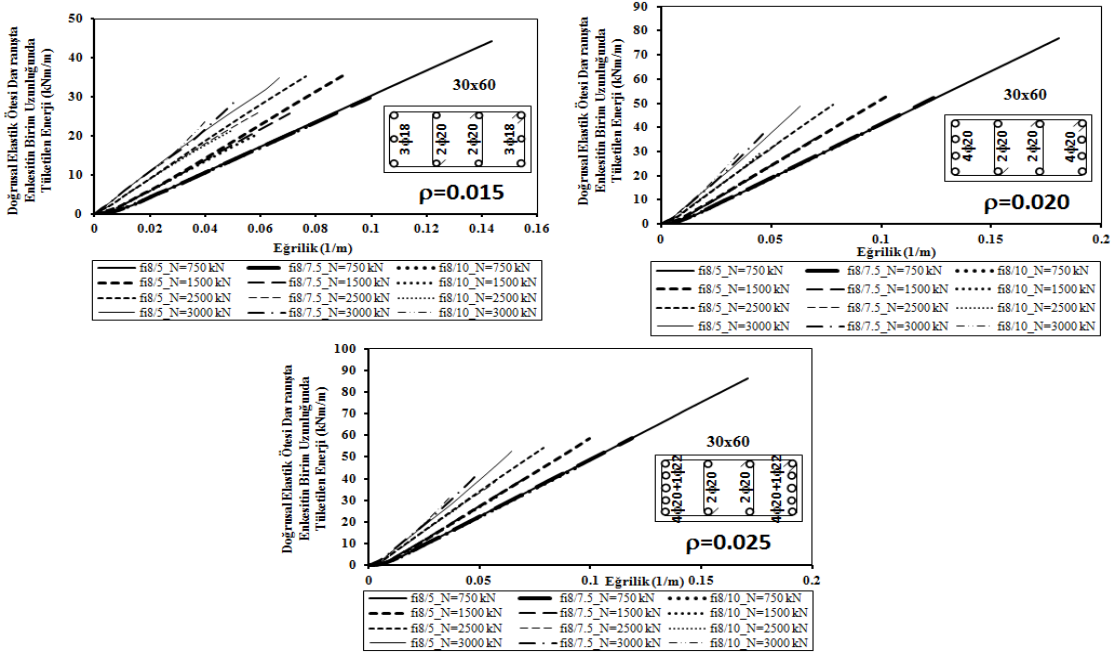 Doğrusal Elastik Ötesi Davranışta
Enkesitin Birim Uzunluğunda
Tüketilen Enerji (kNm/m)
50
40
30
20
10
0
0
0.02
0.04
0.06
0.08
0.1
0.12
0.14
0.16
Eğrilik (1/m)
30x60
3ϕ18
2ϕ20
2ϕ20
3ϕ18
ρ=0.015
fi8/5_N=750 kN
fi8/7.5_N=750 kN
fi8/10_N=750 kN
fi8/5_N=1500 kN
fi8/7.5_N=1500 kN
fi8/10_N=1500 kN
fi8/5_N=2500 kN
fi8/7.5_N=2500 kN
fi8/10_N=2500 kN
fi8/5_N=3000 kN
fi8/7.5_N=3000 kN
fi8/10_N=3000 kN
Doğrusal Elastik Ötesi Davranışta
Enkesitin Birim Uzunluğunda
Tüketilen Enerji (kNm/m)
90
80
70
60
50
40
30
20
10
0
0
0.05
0.1
0.15
0.2
Eğrilik (1/m)
30x60
4ϕ20
2ϕ20
2ϕ20
4ϕ20
ρ=0.020
fi8/5_N=750 kN
fi8/7.5_N=750 kN
fi8/10_N=750 kN
fi8/5_N=1500 kN
fi8/7.5_N=1500 kN
fi8/10_N=1500 kN
fi8/5_N=2500 kN
fi8/7.5_N=2500 kN
fi8/10_N=2500 kN
fi8/5_N=3000 kN
fi8/7.5_N=3000 kN
fi8/10_N=3000 kN
Doğrusal Elastik Ötesi Davranışta
Enkesitin Birim Uzunluğunda
Tüketilen Enerji (kNm/m)
100
90
80
70
60
50
40
30
20
10
0
0
0.05
0.1
0.15
0.2
Eğrilik (1/m)
30x60
4ϕ20+1ϕ22
2ϕ20
2ϕ20
4ϕ20+1ϕ22
ρ=0.025
fi8/5_N=750 kN
fi8/7.5_N=750 kN
fi8/10_N=750 kN
fi8/5_N=1500 kN
fi8/7.5_N=1500 kN
fi8/10_N=1500 kN
fi8/5_N=2500 kN
fi8/7.5_N=2500 kN
fi8/10_N=2500 kN
fi8/5_N=3000 kN
fi8/7.5_N=3000 kN
fi8/10_N=3000 kN